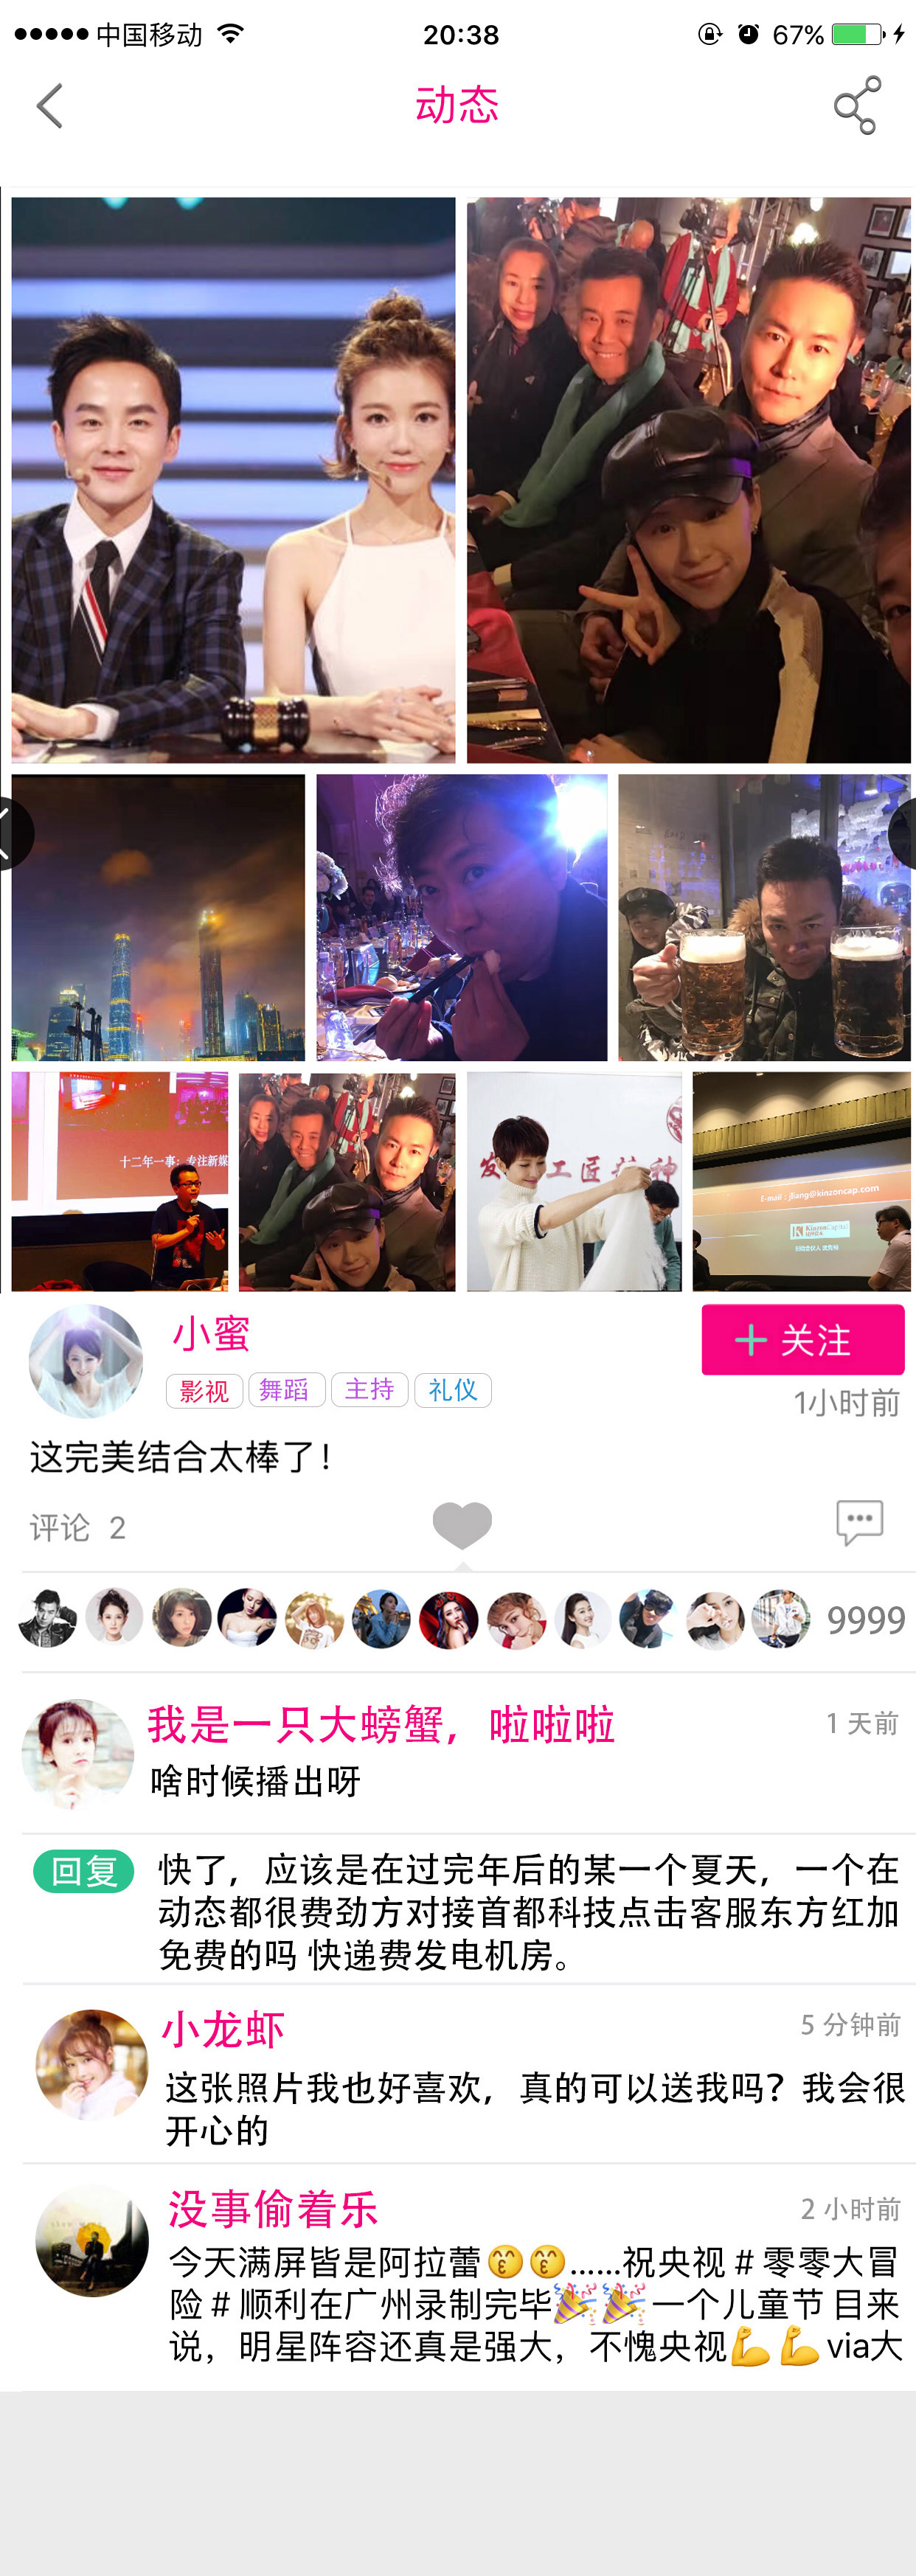 中国移动
20:38
67%
动态
十二年一事：专注新媒
工匠精神
E-mail : jliang@kinzoncap.com
KinzonCapital
小蜜
关注
影视 舞蹈 主持 礼仪
1小时前
这完美结合太棒了！
评论 2
9999
我是一只大螃蟹，啦啦啦
1 天前
啥时候播出呀
回复
快了，应该是在过完年后的某一个夏天，一个在
动态都很费劲方对接首都科技点击客服东方红加
免费的吗 快递费发电机房。
小龙虾
5 分钟前
这张照片我也好喜欢，真的可以送我吗？我会很
开心的
没事偷着乐
2 小时前
今天满屏皆是阿拉蕾😙😙……祝央视＃零零大冒
险＃顺利在广州录制完毕🎉🎉一个儿童节目来
说，明星阵容还真是强大，不愧央视💪💪via大